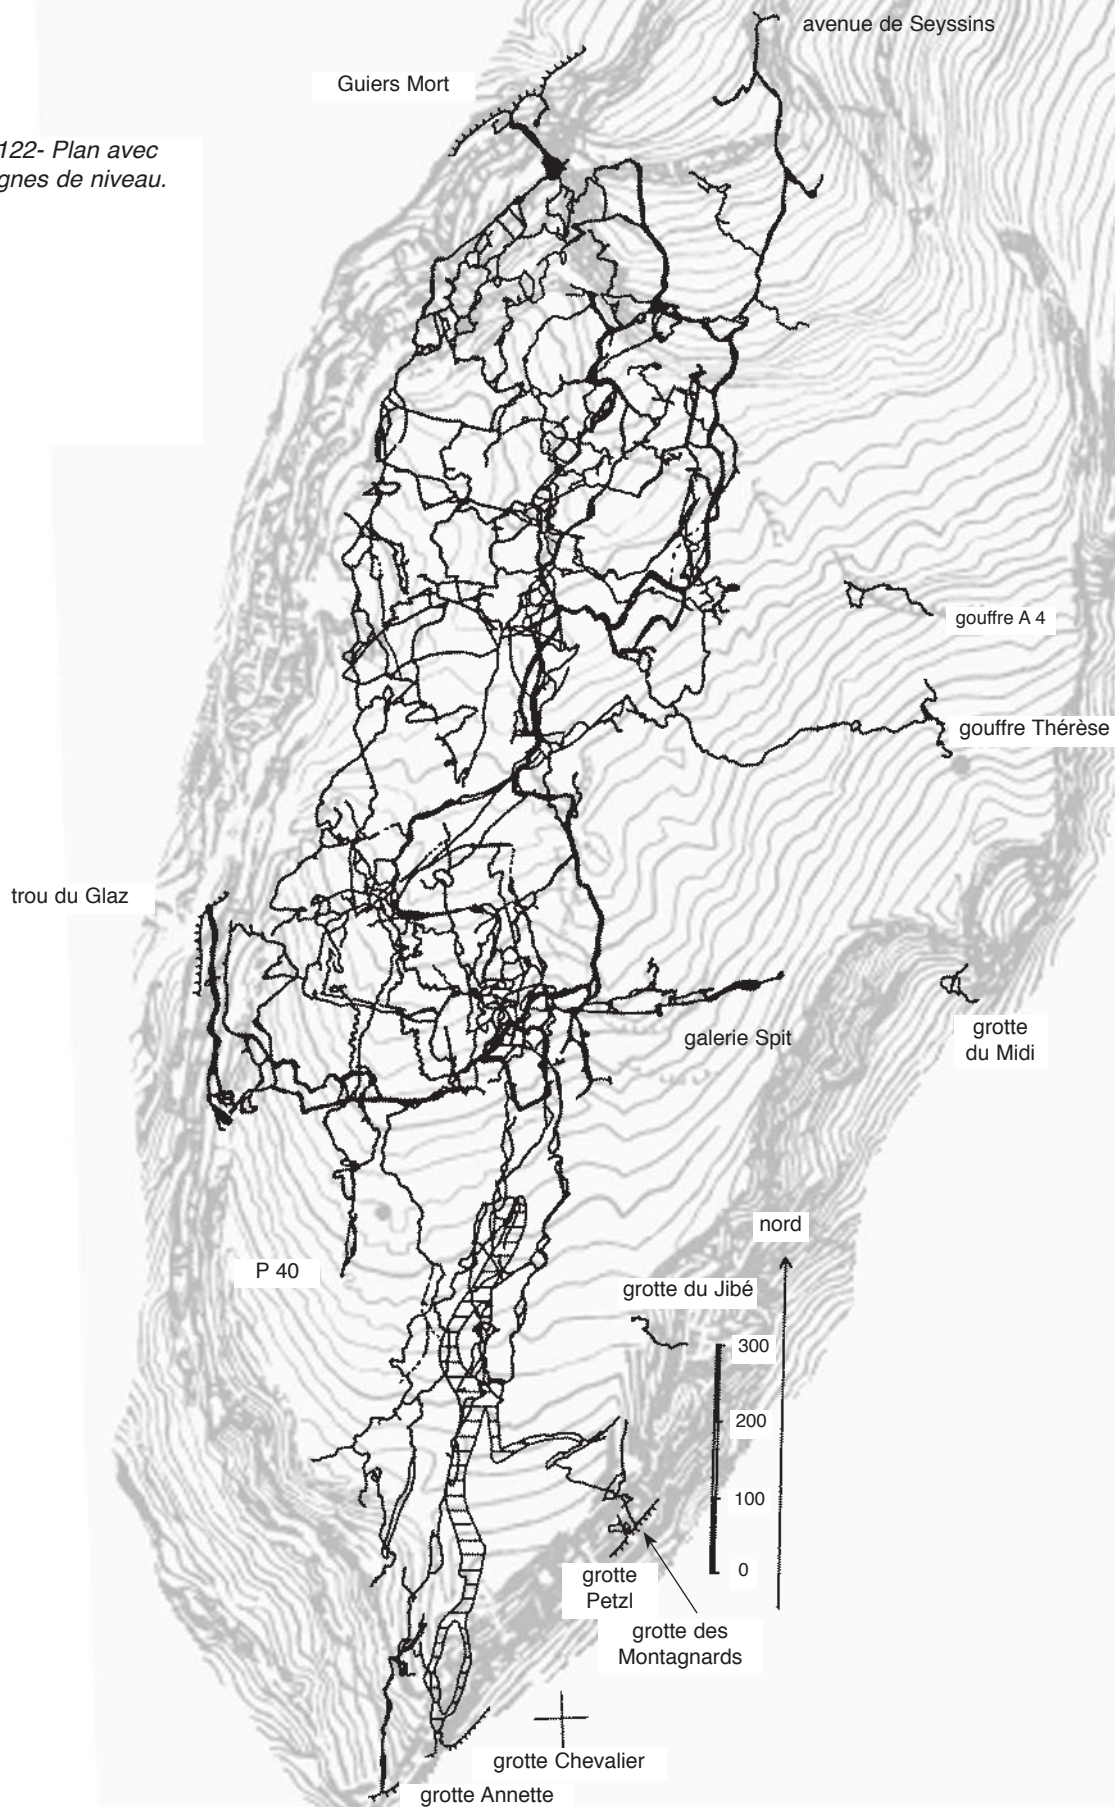 avenue de Seyssins
Guiers Mort
122- Plan avec
gnes de niveau.
gouffre A 4
gouffre Thérèse
trou du Glaz
galerie Spit
grotte
du Midi
nord
P 40
grotte du Jibé
300
200
100
0
grotte
Petzl
grotte des
Montagnards
grotte Chevalier
grotte Annette